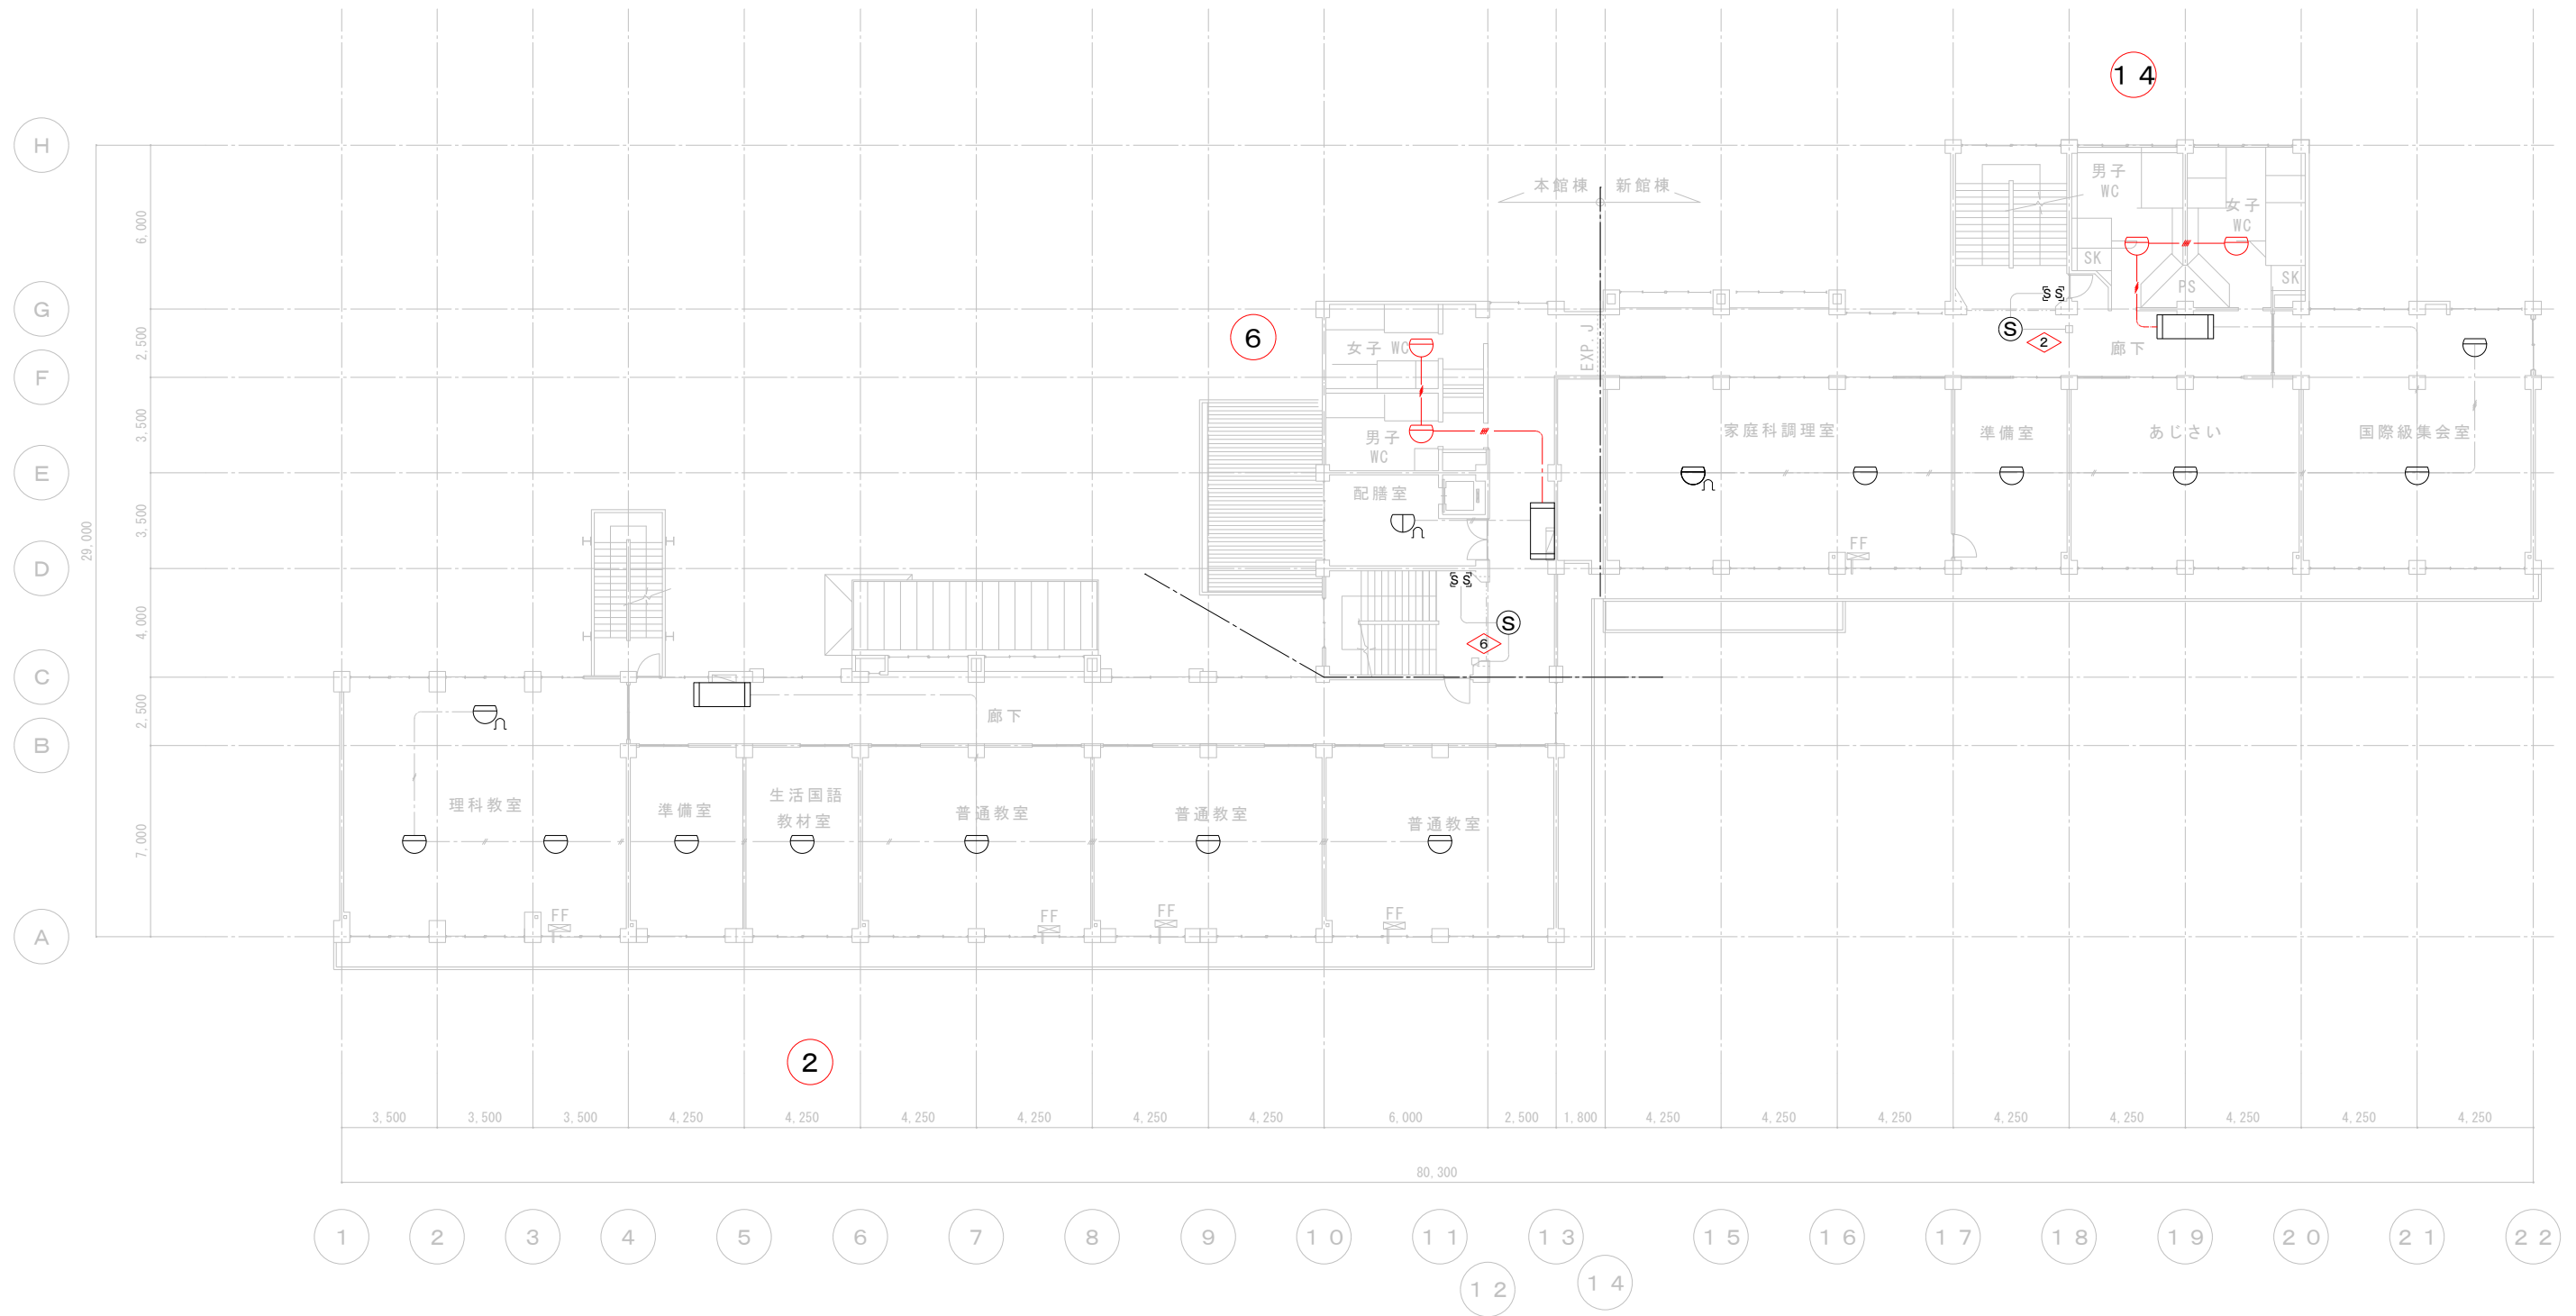 14
H
本館棟 新館棟
男子
WC
女子
WC
6,000
SK
SK
PS
S S
G
6
S
2
廊下
2,500
女子 WC
EXP.J
F
3,500
男子
WC
家庭科調理室
準備室
あじさい
国際級集会室
E
配膳室
3,500
29,000
FF
D
S S
4,000
S
6
C
2,500
廊下
B
理科教室
準備室
生活国語
教材室
普通教室
普通教室
普通教室
7,000
FF
FF
FF
FF
A
2
3,500 3,500 3,500 4,250 4,250 4,250 4,250 4,250 4,250 6,000 2,500 1,800 4,250 4,250 4,250 4,250 4,250 4,250 4,250 4,250
80,300
1 2 3 4 5 6 7 8 9 10 11 13 15 16 17 18 19 20 21 22
12 14